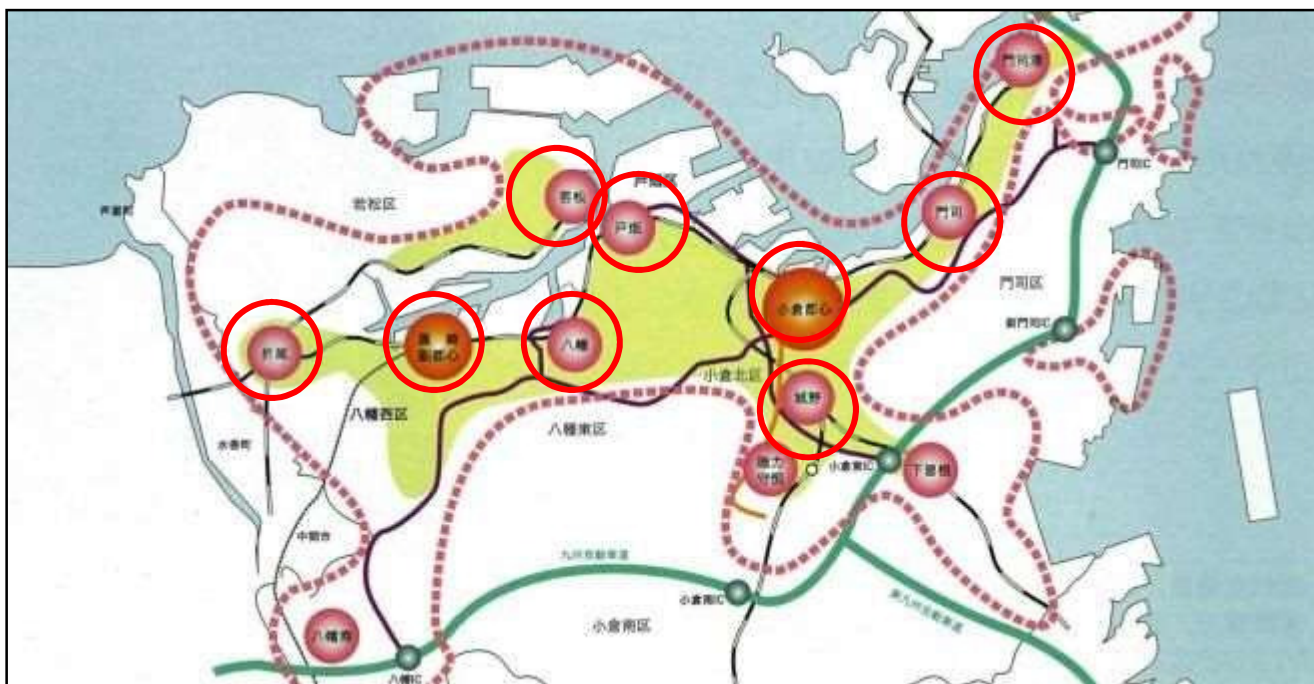 門司港
門司IC
若松
戸畑区
芦屋町
若松区
戸畑
門司
門司区
小倉都心
新門司IC
折尾
黒崎
副都心
八幡
小倉北区
城野
八幡西区
水巻町
八幡東区
徳力
守恒
小倉東IC
下曽根
中間市
九州自動車道
小倉南IC
東九州自動車道
八幡南
小倉南区
八幡IC